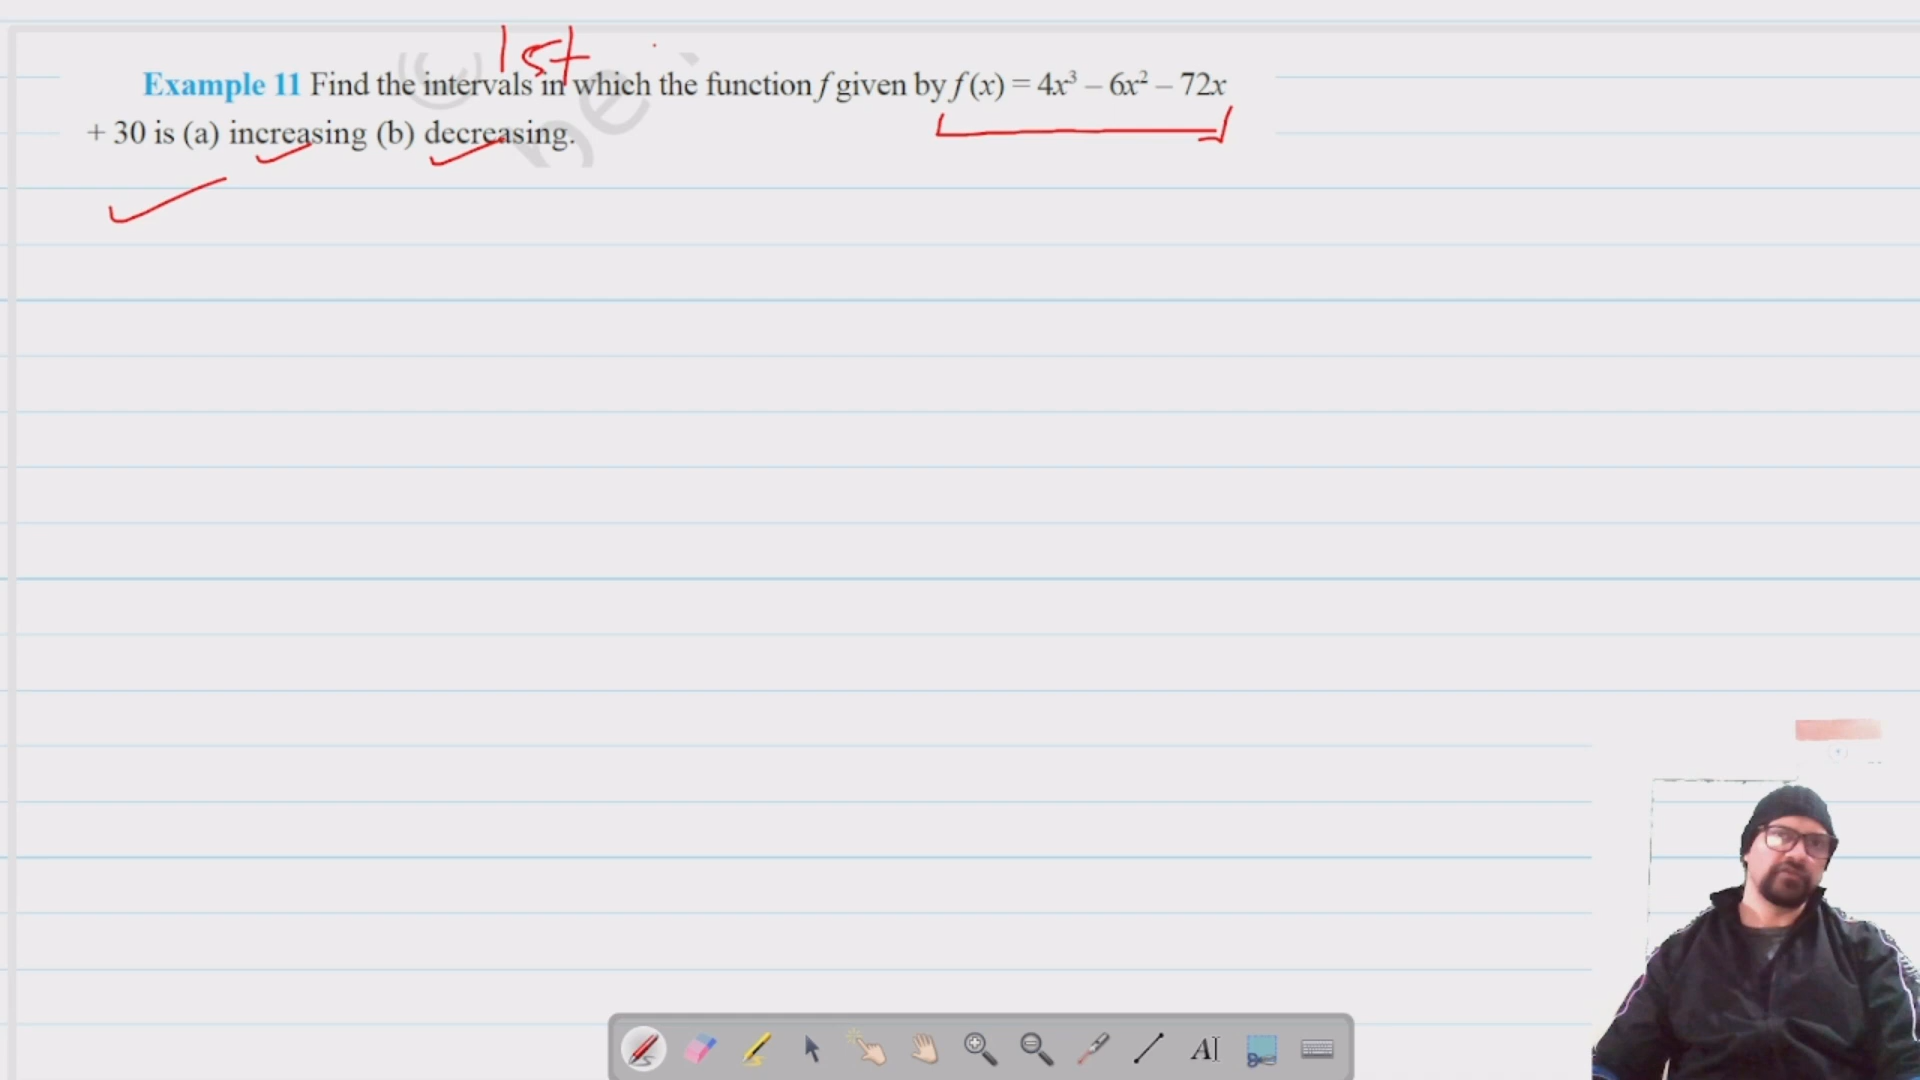 1st
Example 11 Find the intervals in which the function f given by f(x) = 4x³ – 6x² – 72x
+ 30 is (a) increasing (b) decreasing.